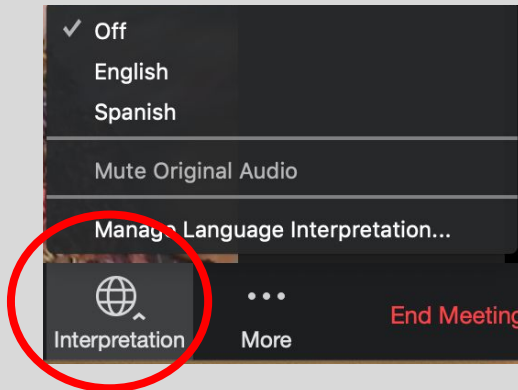 Off
English
Spanish
Mute Original Audio
Manage Language Interpretation...
Interpretation
More
End Meeting